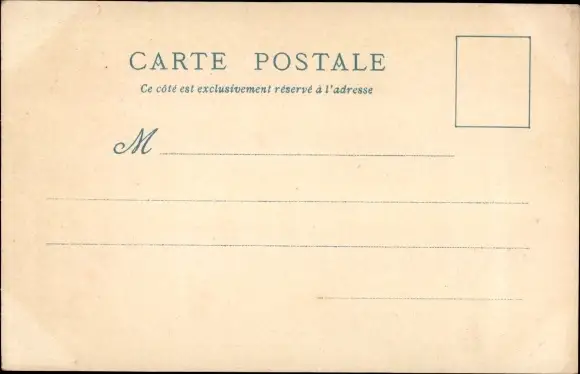 CARTE POSTALE
Ce côté est exclusivement réservé à l'adresse
M